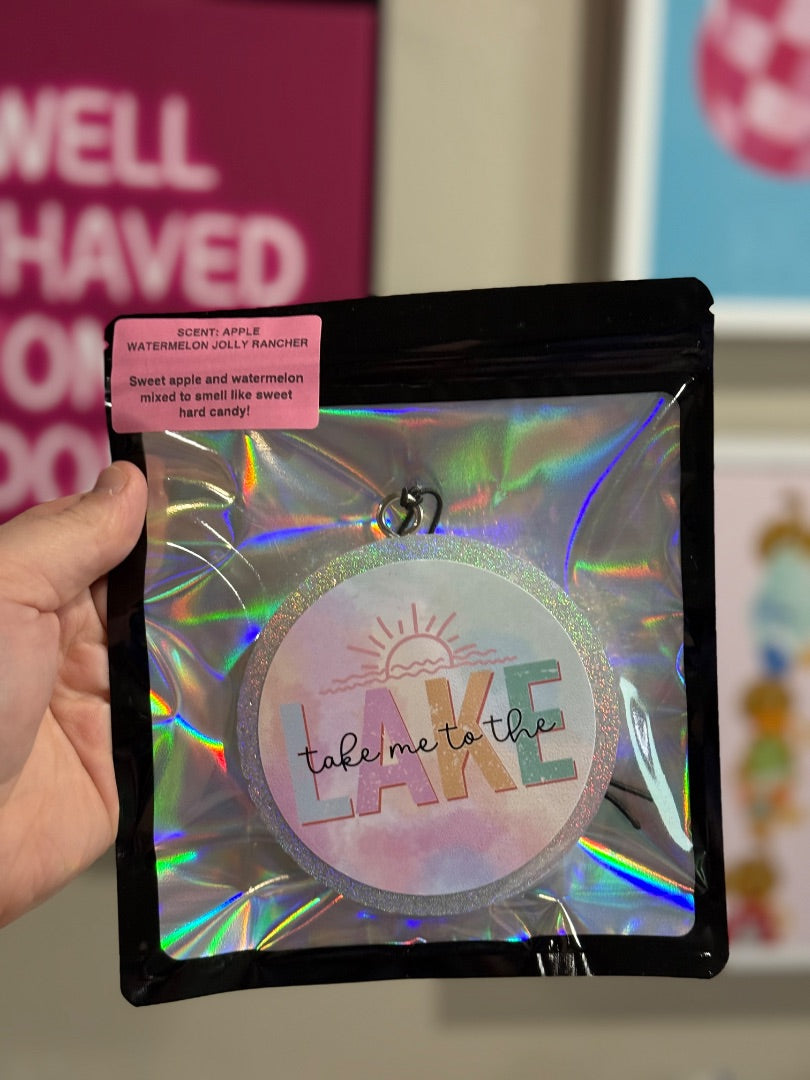 WELL
HAVED
ON
SCENT: APPLE
WATERMELON JOLLY RANCHER
Sweet apple and watermelon
mixed to smell like sweet
hard candy!
take me to the
LAKE